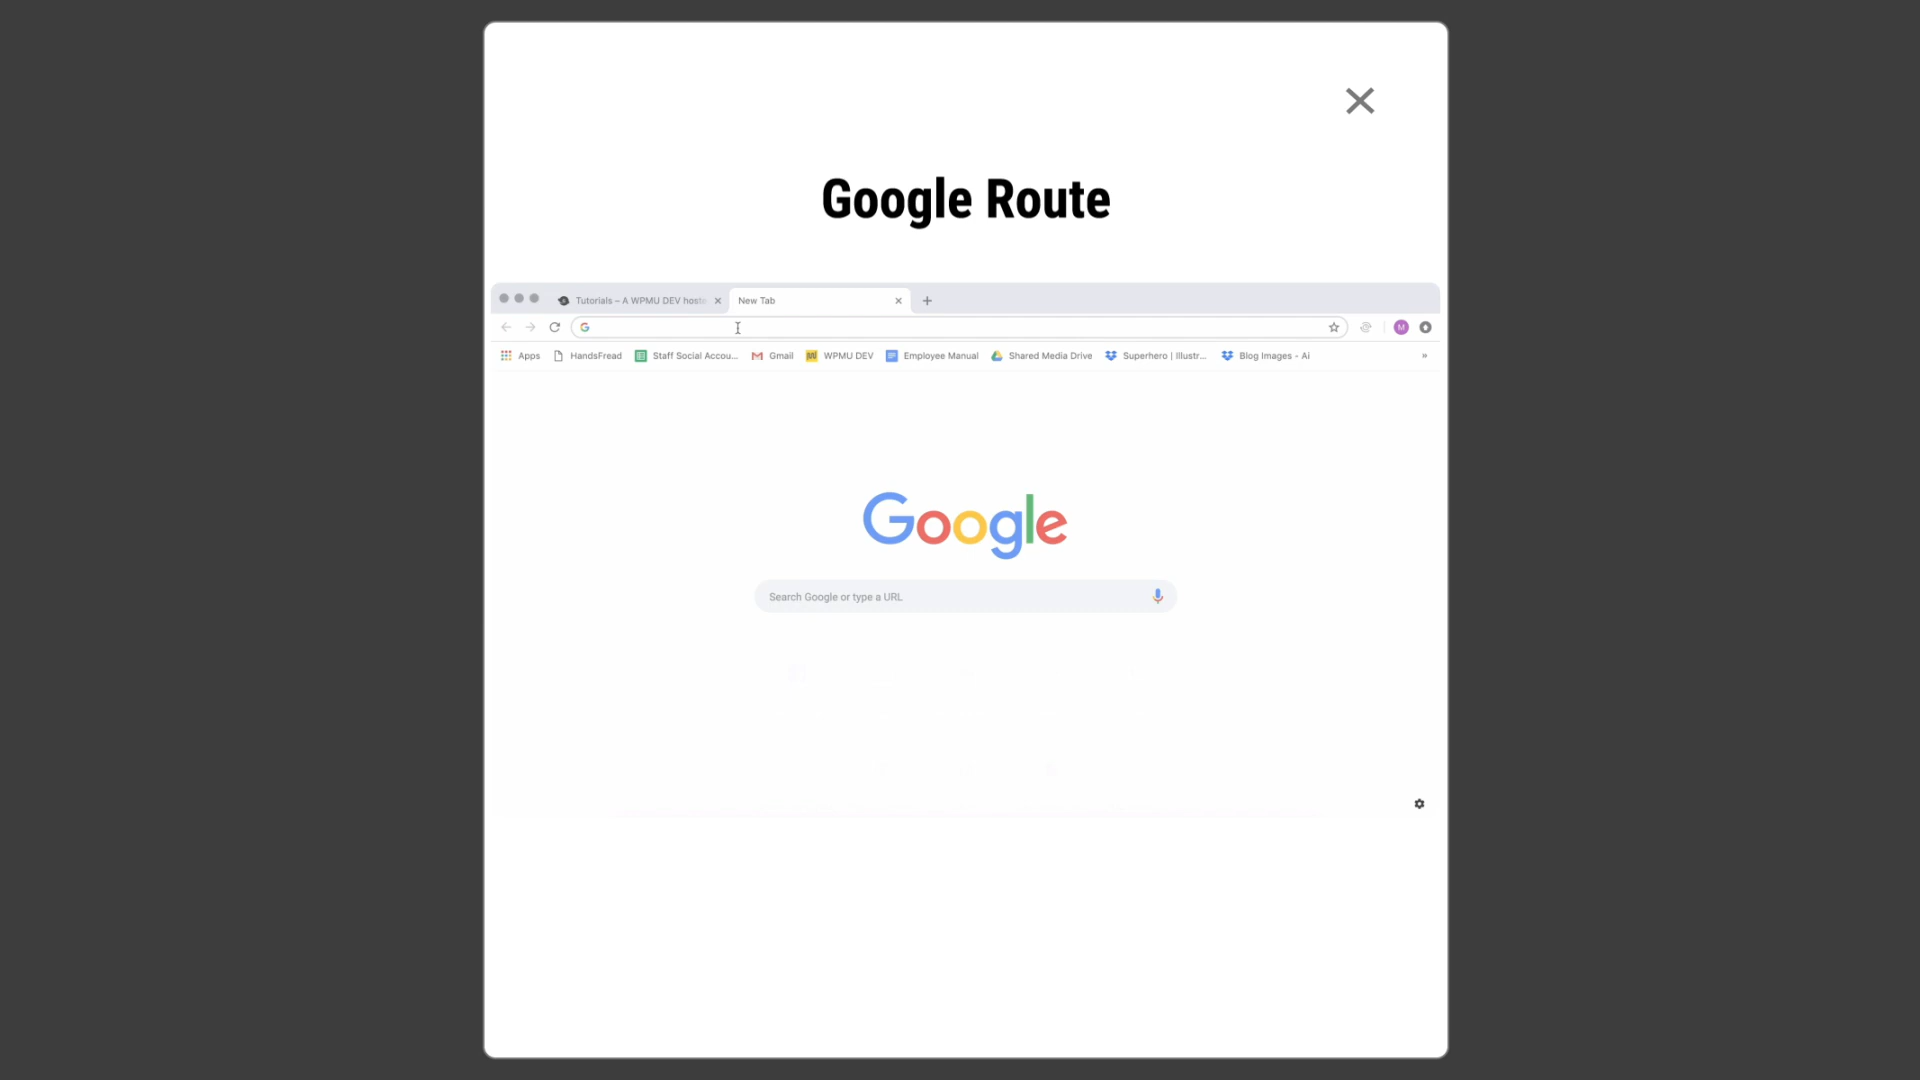 Google Route
Tutorials – A WPMU DEV hoste
New Tab
Apps HandsFread Staff Social Accou... Gmail WPMU DEV Employee Manual Shared Media Drive Superhero | Illustr... Blog Images - Ai »
Google
Search Google or type a URL